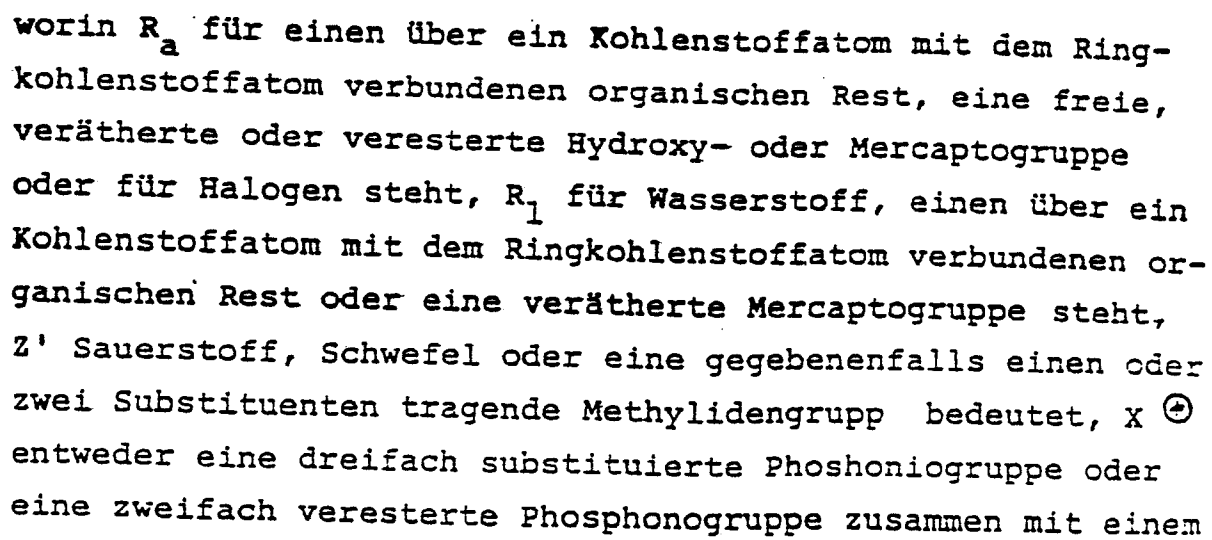 worin Rₐ für einen über ein Kohlenstoffatom mit dem Ring-
kohlenstoffatom verbundenen organischen Rest, eine freie,
verätherte oder veresterte Hydroxy- oder Mercaptogruppe
oder für Halogen steht, R₁ für Wasserstoff, einen über ein
Kohlenstoffatom mit dem Ringkohlenstoffatom verbundenen or-
ganischen Rest oder eine verätherte Mercaptogruppe steht,
Z' Sauerstoff, Schwefel oder eine gegebenenfalls einen oder
zwei Substituenten tragende Methylidengrupp bedeutet, X ⊕
entweder eine dreifach substituierte Phoshoniogruppe oder
eine zweifach veresterte Phosphonogruppe zusammen mit einem